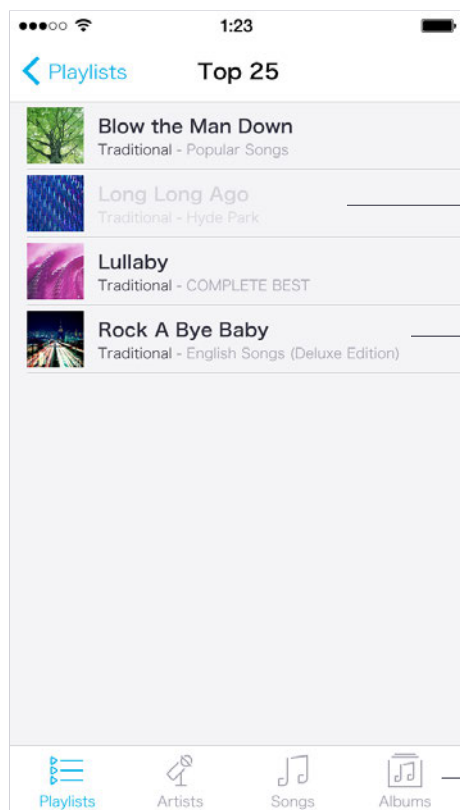 1:23
Playlists
Top 25
Blow the Man Down
Traditional - Popular Songs
Long Long Ago
Traditional - Hyde Park
Lullaby
Traditional - COMPLETE BEST
Rock A Bye Baby
Traditional - English Songs (Deluxe Edition)
Playlists Artists Songs Albums